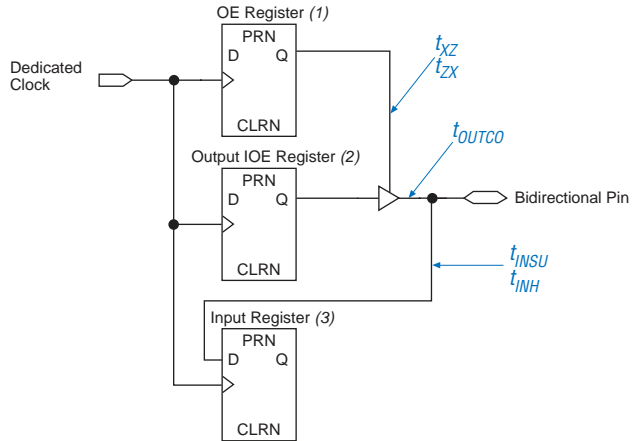 OE Register (1)
PRN
D Q
CLRN
Dedicated
Clock
tXZ
tZX
tOUTCO
Output IOE Register (2)
PRN
D Q
CLRN
Bidirectional Pin
tINSU
tINH
Input Register (3)
PRN
D Q
CLRN